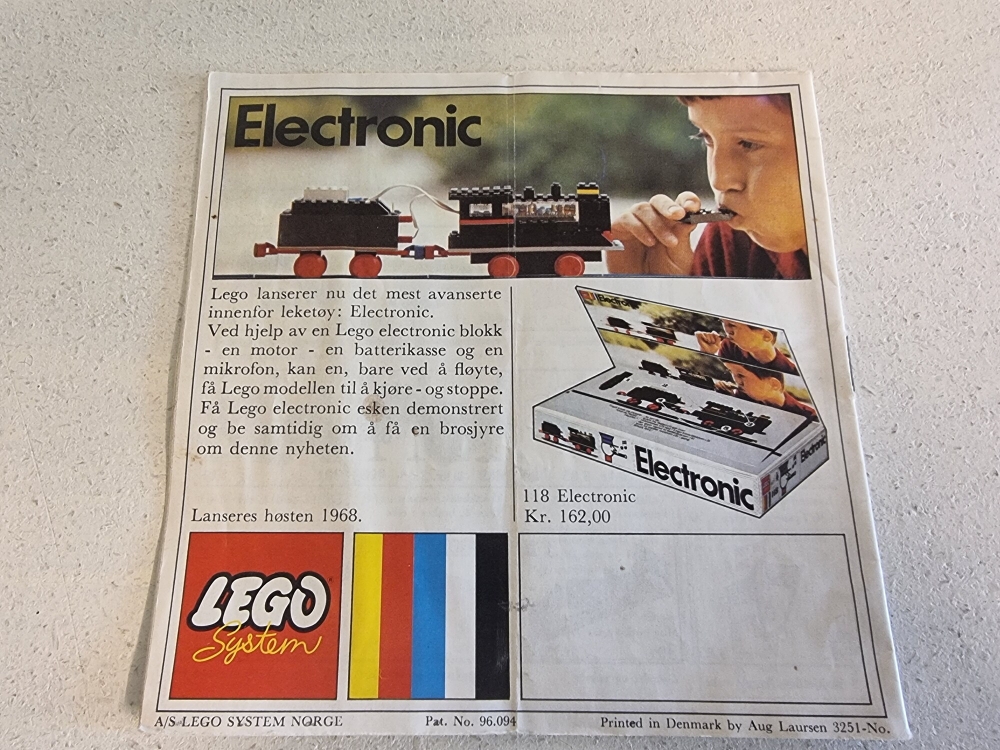 Electronic
Lego lanserer nu det mest avanserte
innenfor leketøy: Electronic.
Ved hjelp av en Lego electronic blokk
- en motor - en batterikasse og en
mikrofon, kan en, bare ved å fløyte,
få Lego modellen til å kjøre - og stoppe.
Få Lego electronic esken demonstrert
og be samtidig om å få en brosjyre
om denne nyheten.
Lanseres høsten 1968.
Electronic
Electronic
Electronic
118 Electronic
Kr. 162,00
LEGO
System
A/S LEGO SYSTEM NORGE
Pat. No. 96.094
Printed in Denmark by Aug Laursen 3251-No.